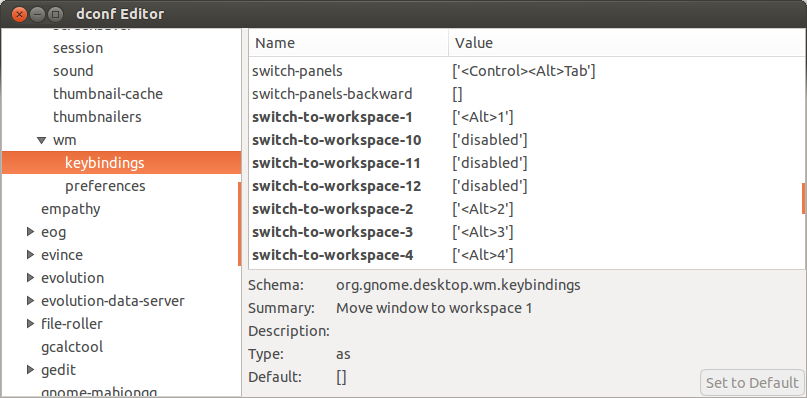 dconf Editor
screensaver
session
sound
thumbnail-cache
thumbnailers
wm
keybindings
preferences
empathy
eog
evince
evolution
evolution-data-server
file-roller
gcalctool
gedit
gnome-mahjongg
Name Value
switch-panels ['<Control><Alt>Tab']
switch-panels-backward []
switch-to-workspace-1 ['<Alt>1']
switch-to-workspace-10 ['disabled']
switch-to-workspace-11 ['disabled']
switch-to-workspace-12 ['disabled']
switch-to-workspace-2 ['<Alt>2']
switch-to-workspace-3 ['<Alt>3']
switch-to-workspace-4 ['<Alt>4']
Schema: org.gnome.desktop.wm.keybindings
Summary: Move window to workspace 1
Description:
Type: as
Default: []
Set to Default